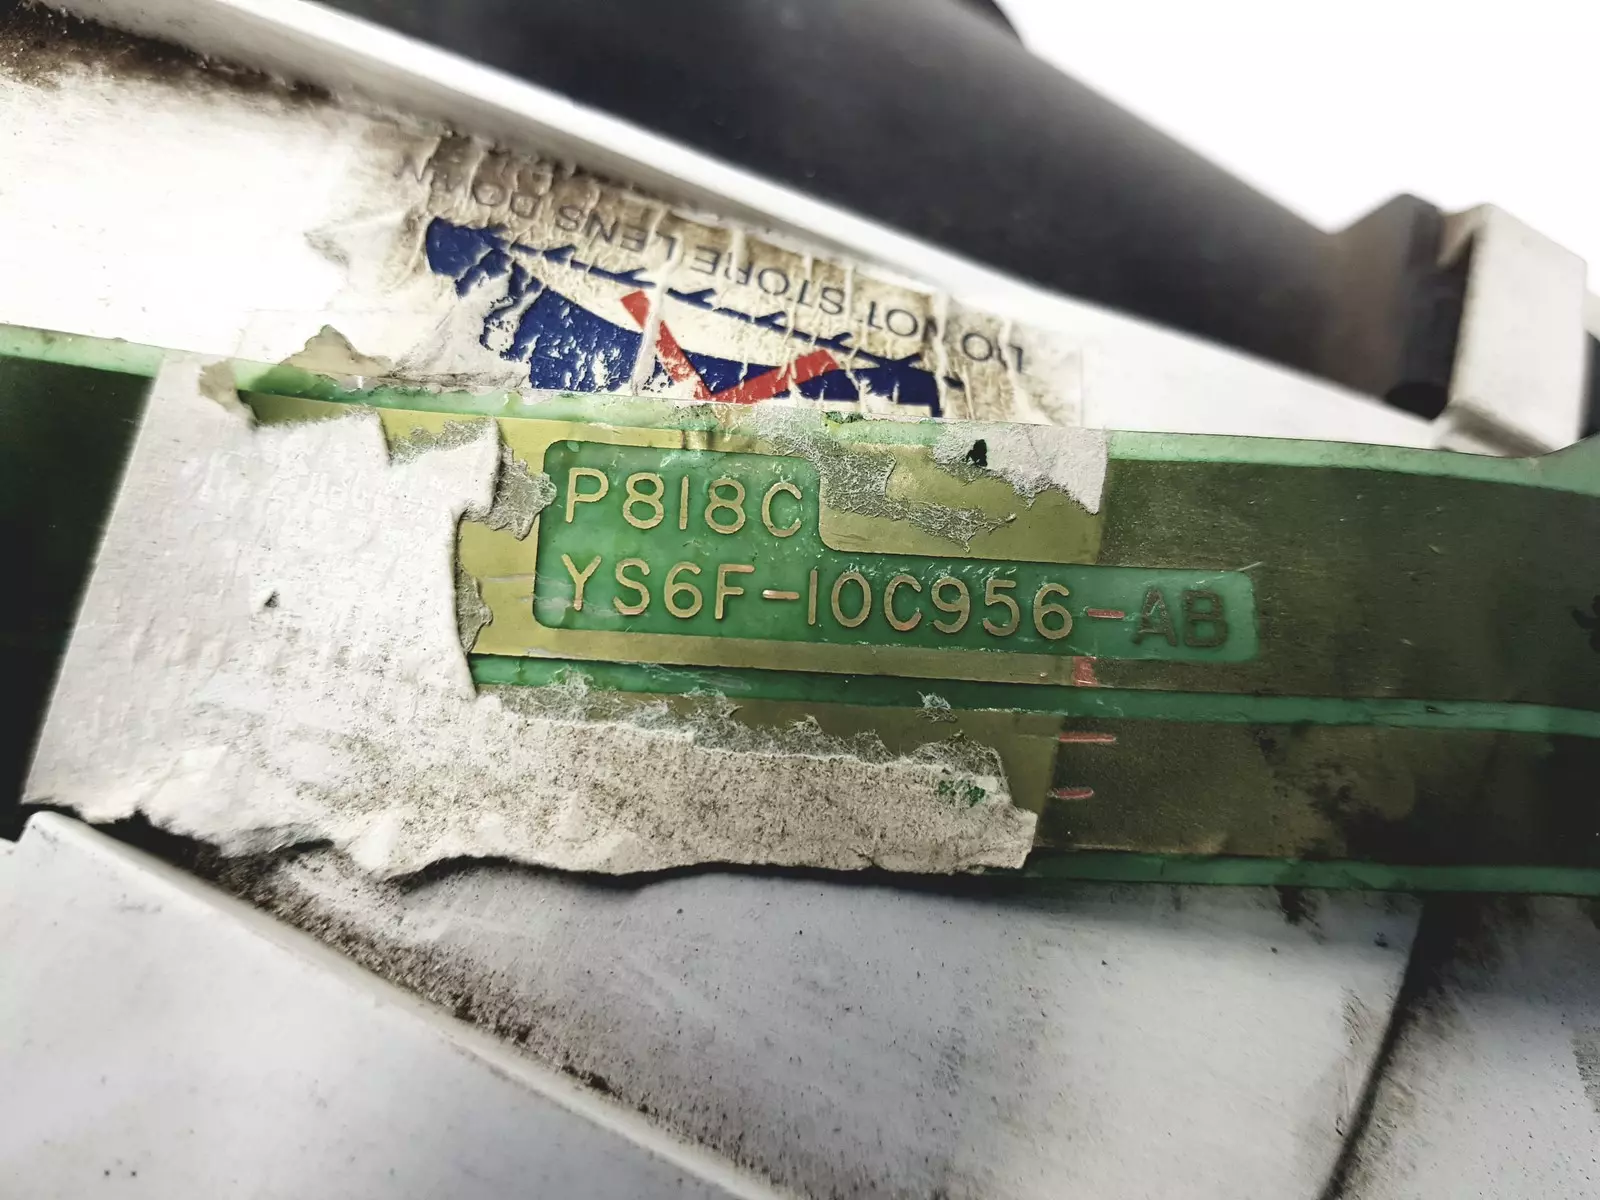 DO NOT STORE LENS DOWN
P818C
YS6F-10C956-AB